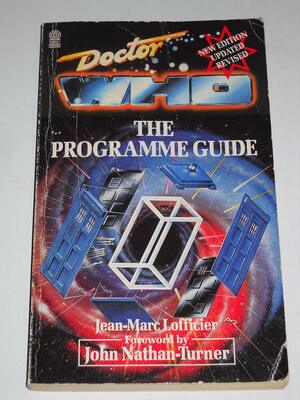 Doctor
WHO
NEW EDITION
UPDATED
REVISED
THE
PROGRAMME GUIDE
Jean-Marc Lofficier
Foreword by
John Nathan-Turner